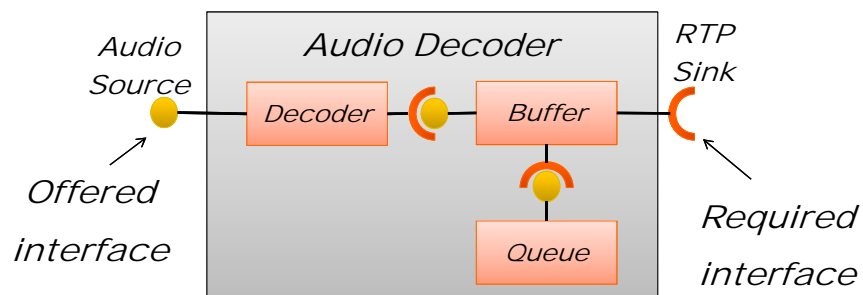 Audio
Source
Audio Decoder
RTP
Sink
Decoder
Buffer
Offered
interface
Queue
Required
interface